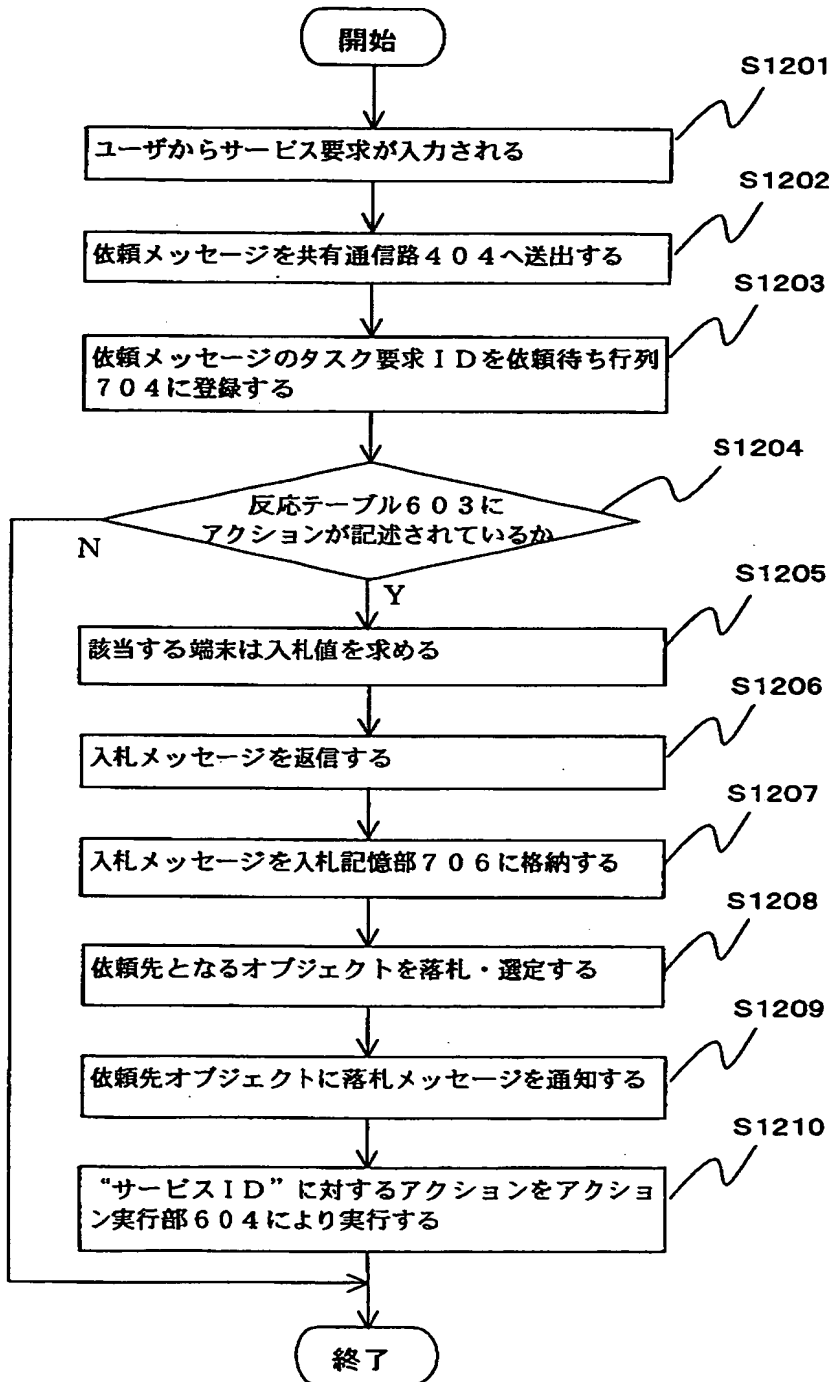 開始
S1201
ユーザからサービス要求が入力される
S1202
依頼メッセージを共有通信路404へ送出する
S1203
依頼メッセージのタスク要求IDを依頼待ち行列
704に登録する
S1204
反応テーブル603に
アクションが記述されているか
N
Y
S1205
該当する端末は入札値を求める
S1206
入札メッセージを返信する
S1207
入札メッセージを入札記憶部706に格納する
S1208
依頼先となるオブジェクトを落札・選定する
S1209
依頼先オブジェクトに落札メッセージを通知する
S1210
“サービスID”に対するアクションをアクショ
ン実行部604により実行する
終了